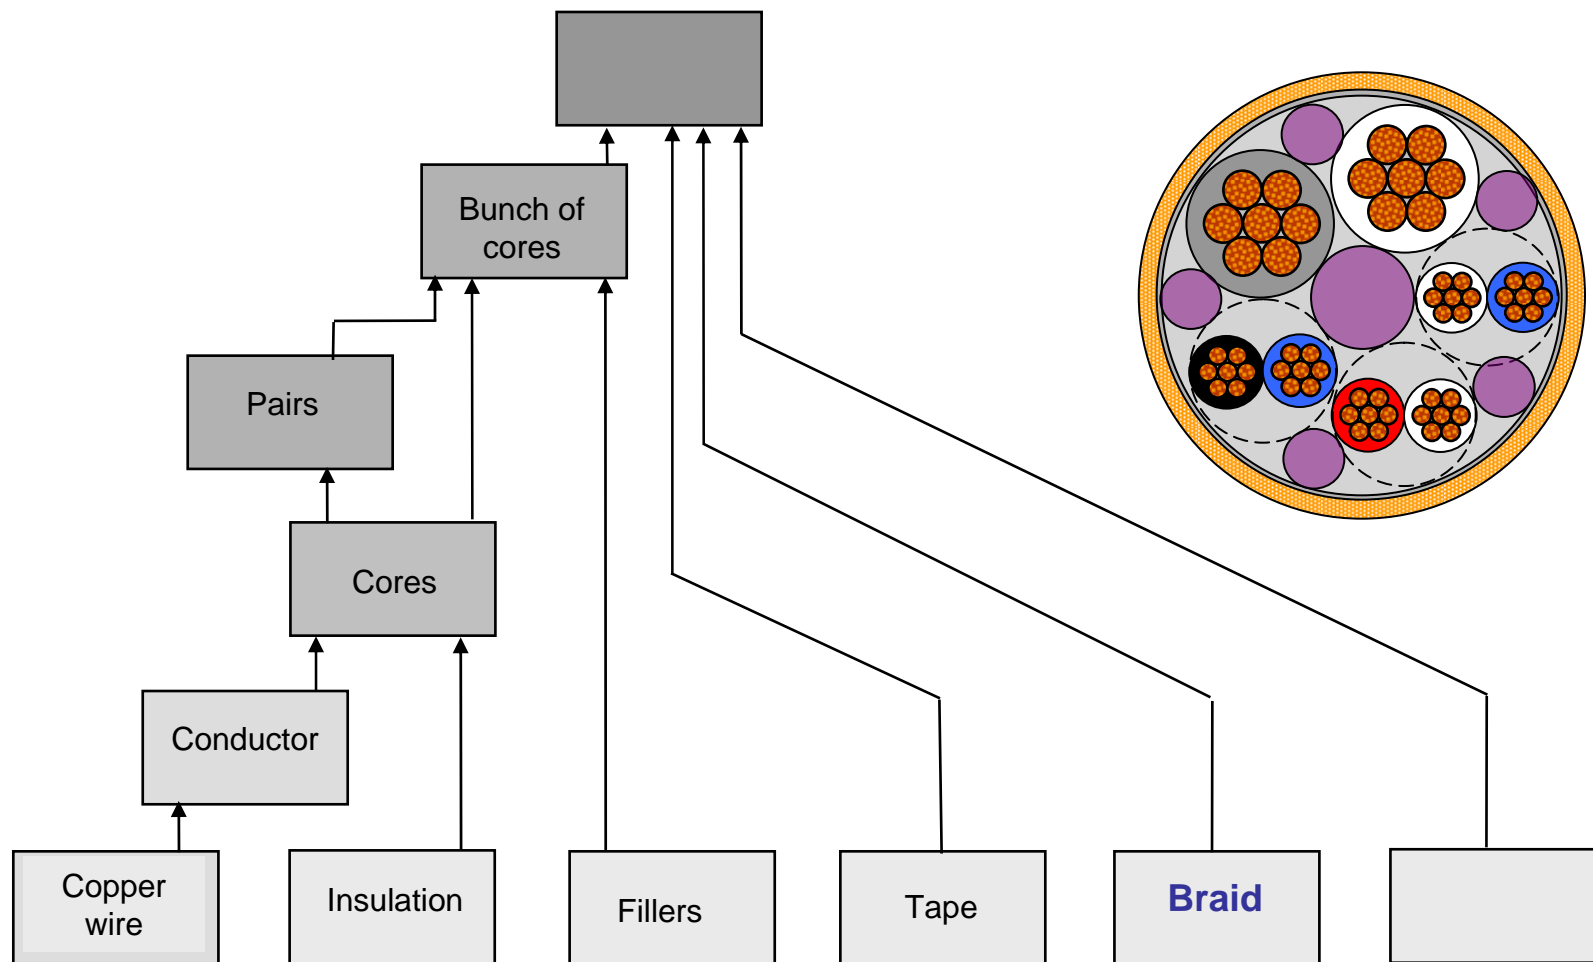 Bunch of
cores
Pairs
Cores
Conductor
Copper
wire
Insulation
Fillers
Tape
Braid